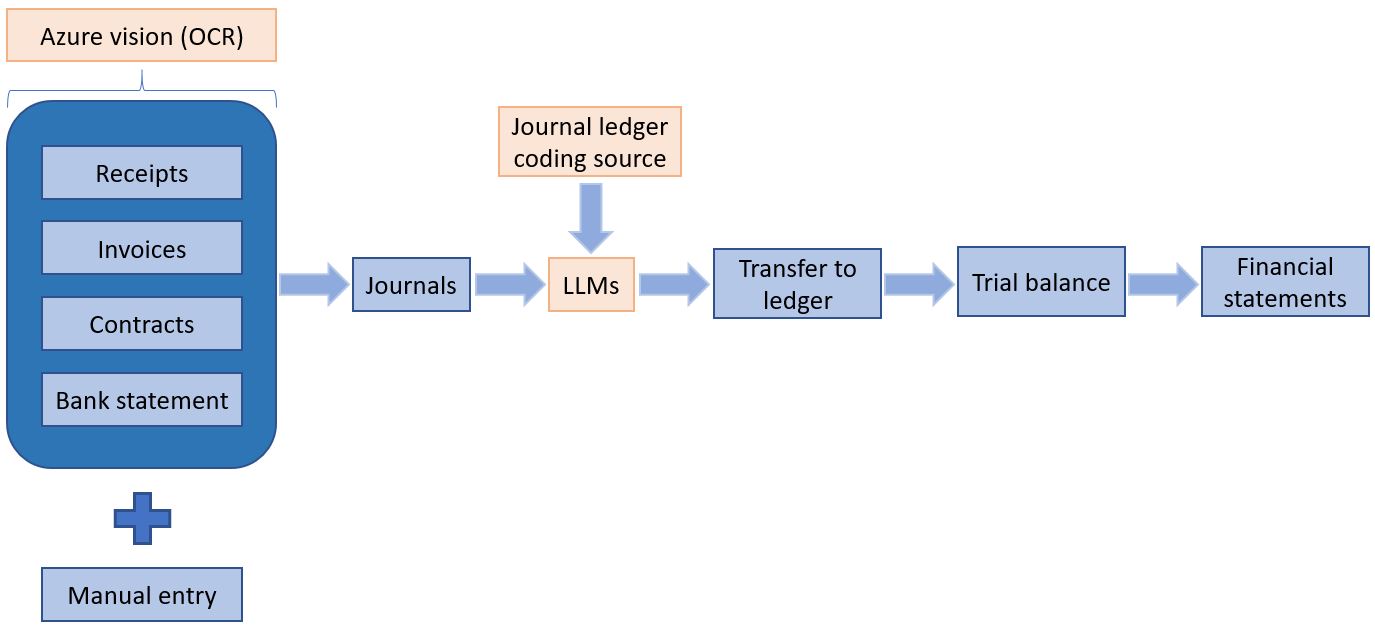 Azure vision (OCR)
Receipts
Invoices
Contracts
Bank statement
Manual entry
Journals
Journal ledger
coding source
LLMs
Transfer to
ledger
Trial balance
Financial
statements